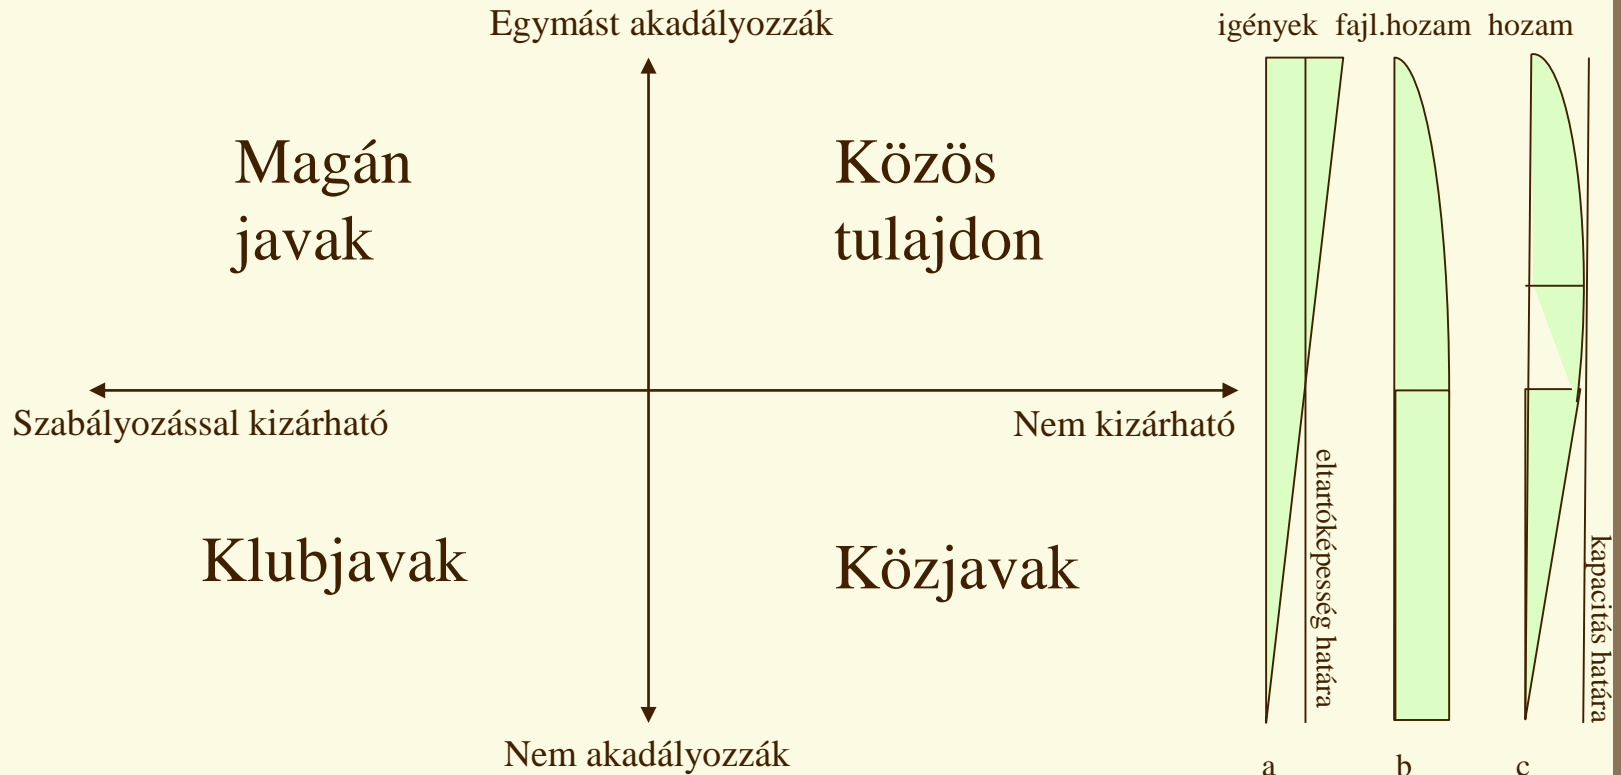 Egymást akadályozzák
igények fajl.hozam hozam
Magán
javak
Közös
tulajdon
Szabályozással kizárható
Nem kizárható
eltartóképesség határa
kapacitás határa
Klubjavak
Közjavak
Nem akadályozzák
a b c